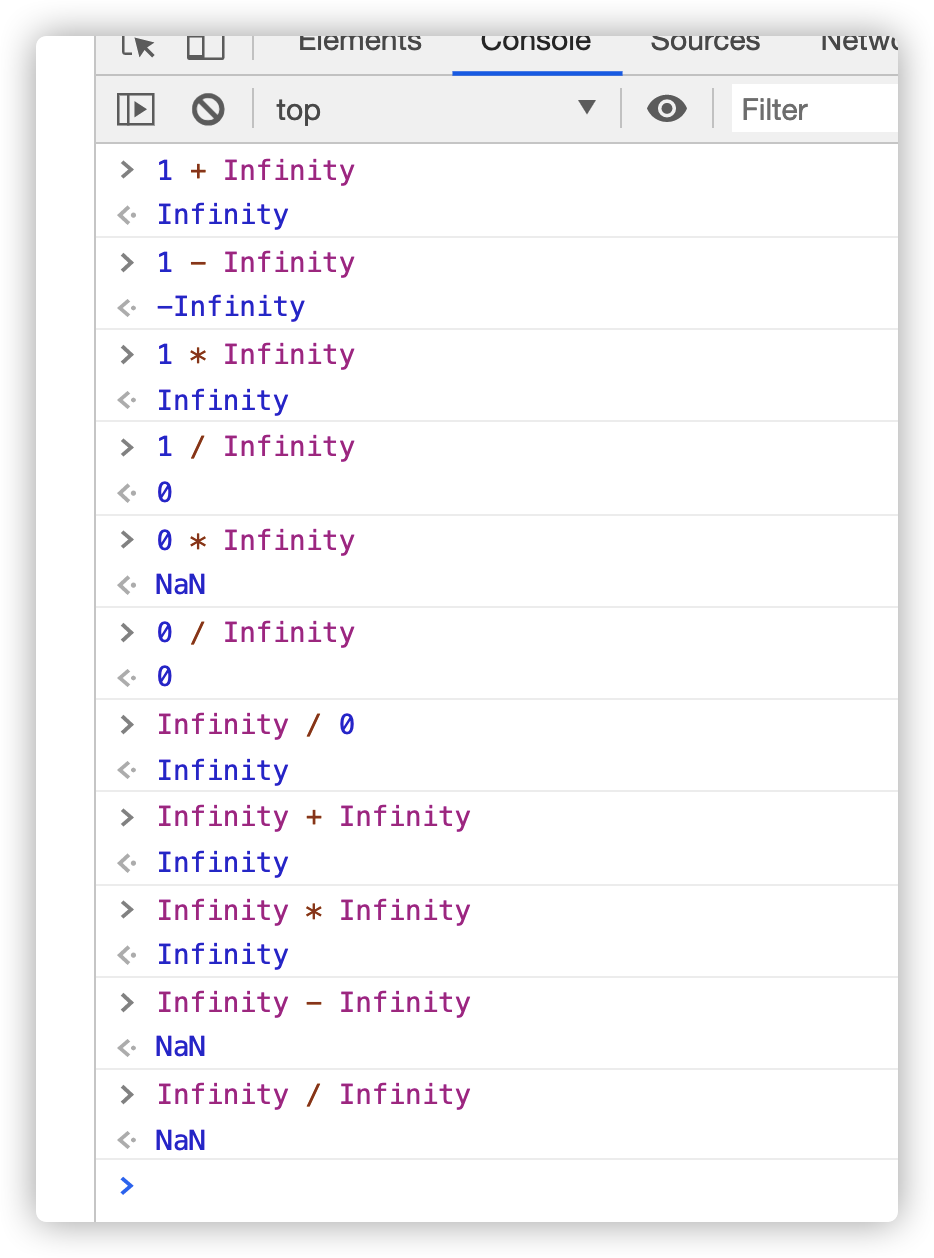 Elements Console Sources
top Filter
1 + Infinity
Infinity
1 - Infinity
-Infinity
1 * Infinity
Infinity
1 / Infinity
0
0 * Infinity
NaN
0 / Infinity
0
Infinity / 0
Infinity
Infinity + Infinity
Infinity
Infinity * Infinity
Infinity
Infinity - Infinity
NaN
Infinity / Infinity
NaN